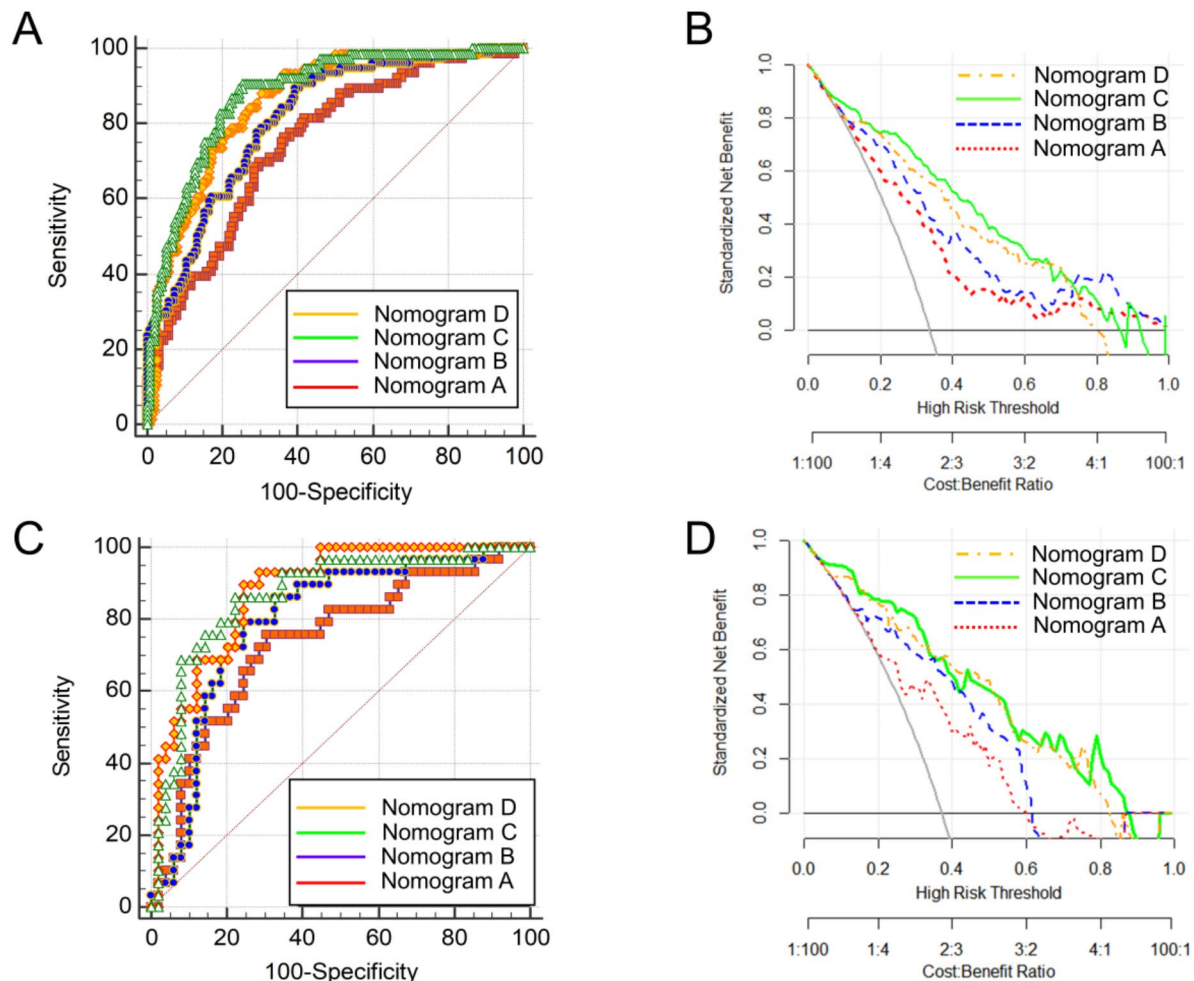 A
100
80
60
40
20
0
Sensitivity
Nomogram D
Nomogram C
Nomogram B
Nomogram A
0 20 40 60 80 100
100-Specificity
B
1.0
0.8
0.6
0.4
0.2
0.0
Standardized Net Benefit
Nomogram D
Nomogram C
Nomogram B
Nomogram A
0.0 0.2 0.4 0.6 0.8 1.0
High Risk Threshold
1:100 1:4 2:3 3:2 4:1 100:1
Cost:Benefit Ratio
C
100
80
60
40
20
0
Sensitivity
Nomogram D
Nomogram C
Nomogram B
Nomogram A
0 20 40 60 80 100
100-Specificity
D
1.0
0.8
0.6
0.4
0.2
0.0
Standardized Net Benefit
Nomogram D
Nomogram C
Nomogram B
Nomogram A
0.0 0.2 0.4 0.6 0.8 1.0
High Risk Threshold
1:100 1:4 2:3 3:2 4:1 100:1
Cost:Benefit Ratio